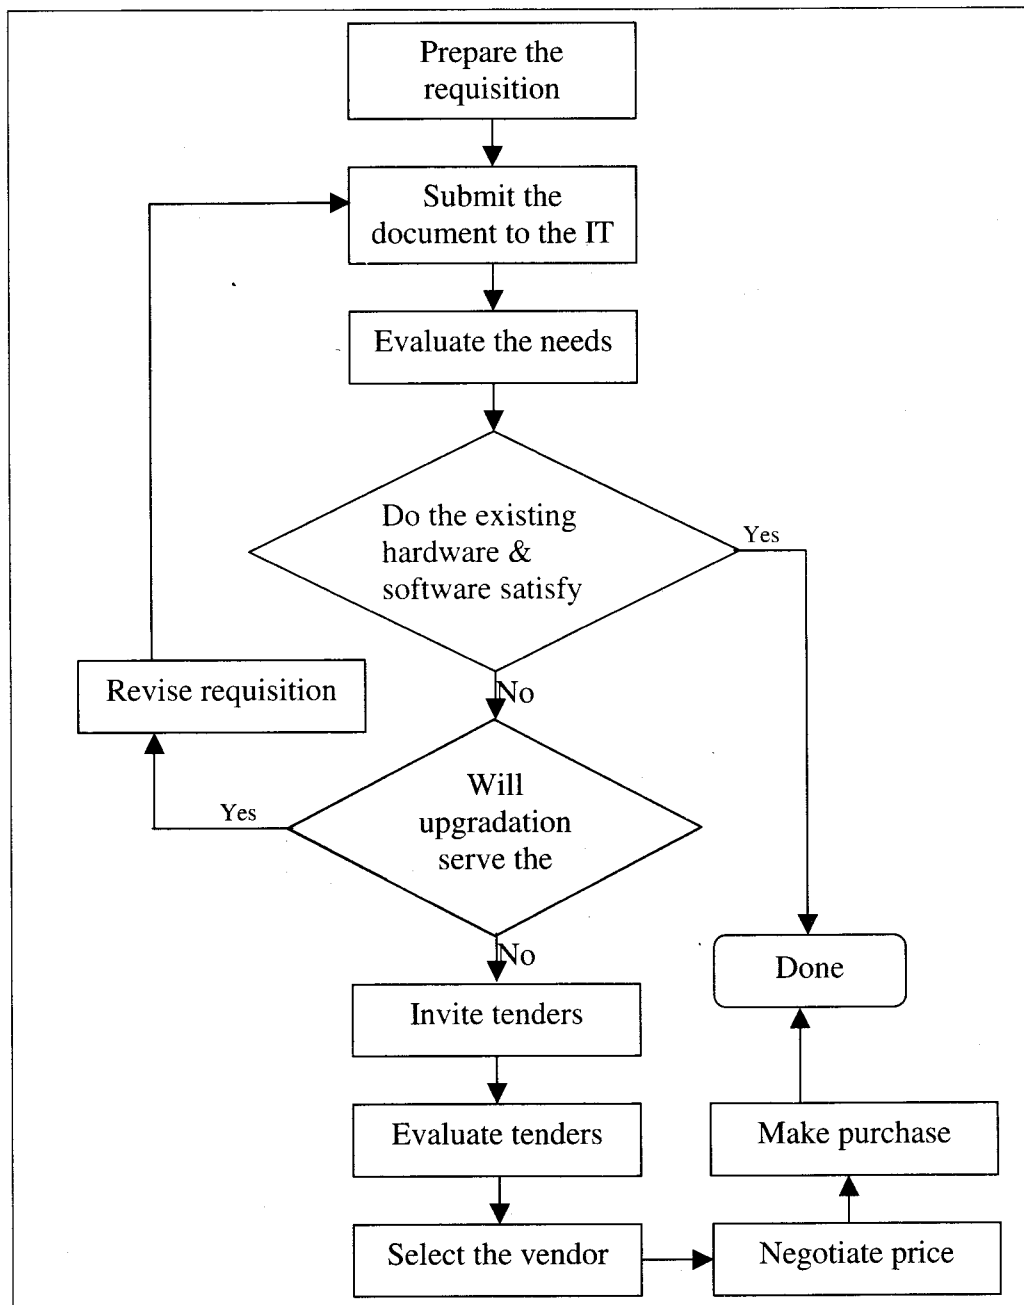 Prepare the
requisition
Submit the
document to the IT
Evaluate the needs
Do the existing
hardware &
software satisfy
Yes
No
Revise requisition
Will
upgradation
serve the
Yes
No
Done
Invite tenders
Evaluate tenders
Make purchase
Select the vendor
Negotiate price